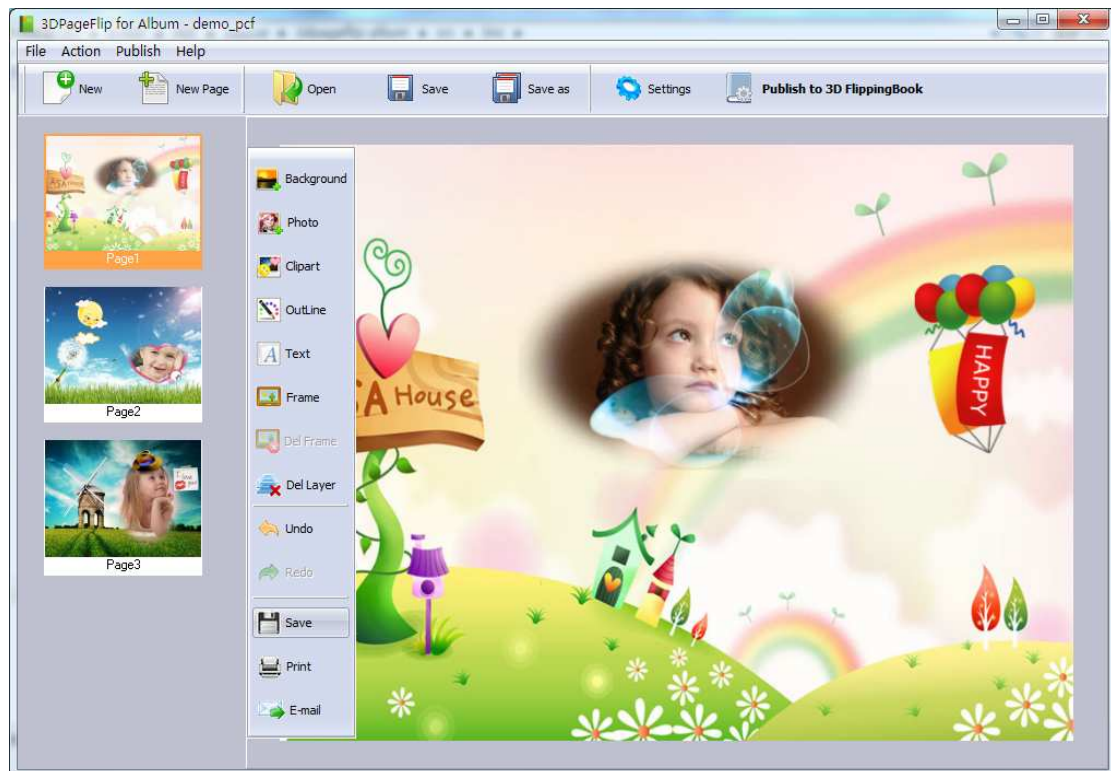 3DPageFlip for Album - demo_pcf
File Action Publish Help
New New Page Open Save Save as Settings Publish to 3D FlippingBook
Page1
Page2
Page3
Background
Photo
Clipart
OutLine
Text
Frame
Del Frame
Del Layer
Undo
Redo
Save
Print
E-mail
A House
HAPPY